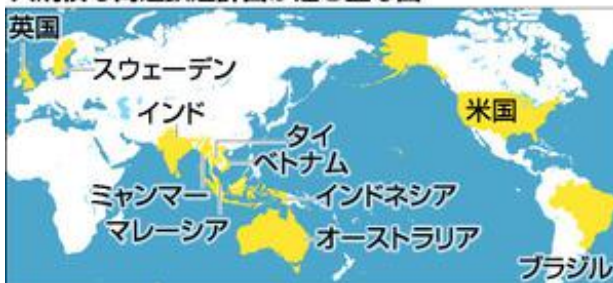 英国
スウェーデン
インド
タイ
米国
ベトナム
ミャンマー
インドネシア
マレーシア
オーストラリア
ブラジル